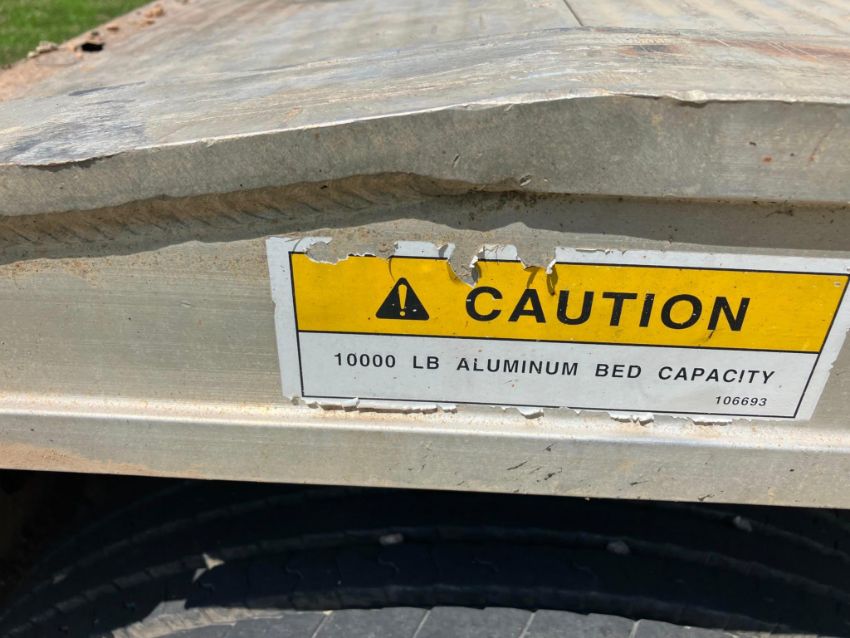 CAUTION
10000 LB ALUMINUM BED CAPACITY
106693